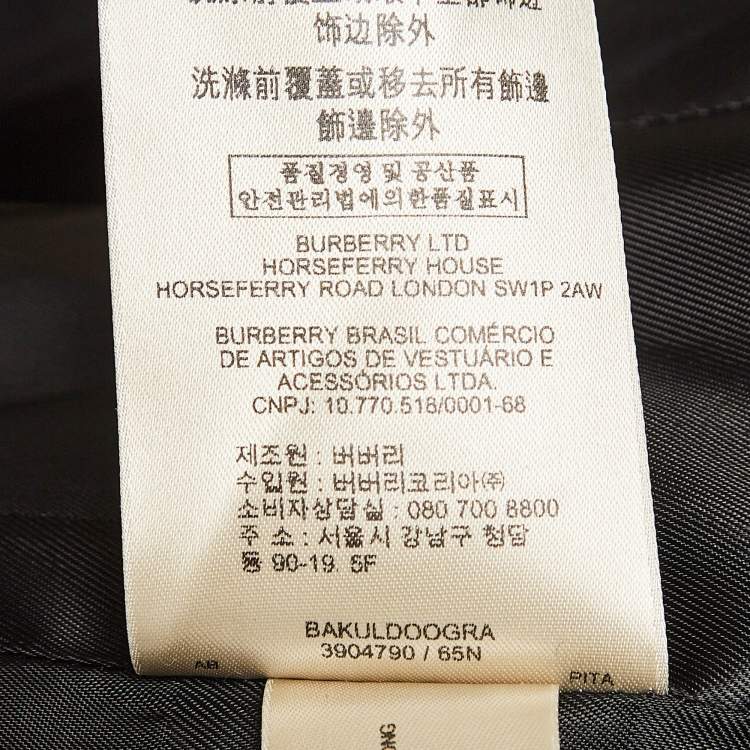 饰边除外
洗滌前覆蓋或移去所有飾邊
飾邊除外
품질경영 및 공산품
안전관리법에의한품질표시
BURBERRY LTD
HORSEFERRY HOUSE
HORSEFERRY ROAD LONDON SW1P 2AW
BURBERRY BRASIL COMÉRCIO
DE ARTIGOS DE VESTUÁRIO E
ACESSÓRIOS LTDA.
CNPJ: 10.770.518/0001-68
제조원 : 버버리
수입원 : 버버리코리아㈜
소비자상담실 : 080 700 8800
주 소 : 서울시 강남구 청담
동 90-19. 5F
BAKULDOOGRA
3904790 / 65N
AB
PITA